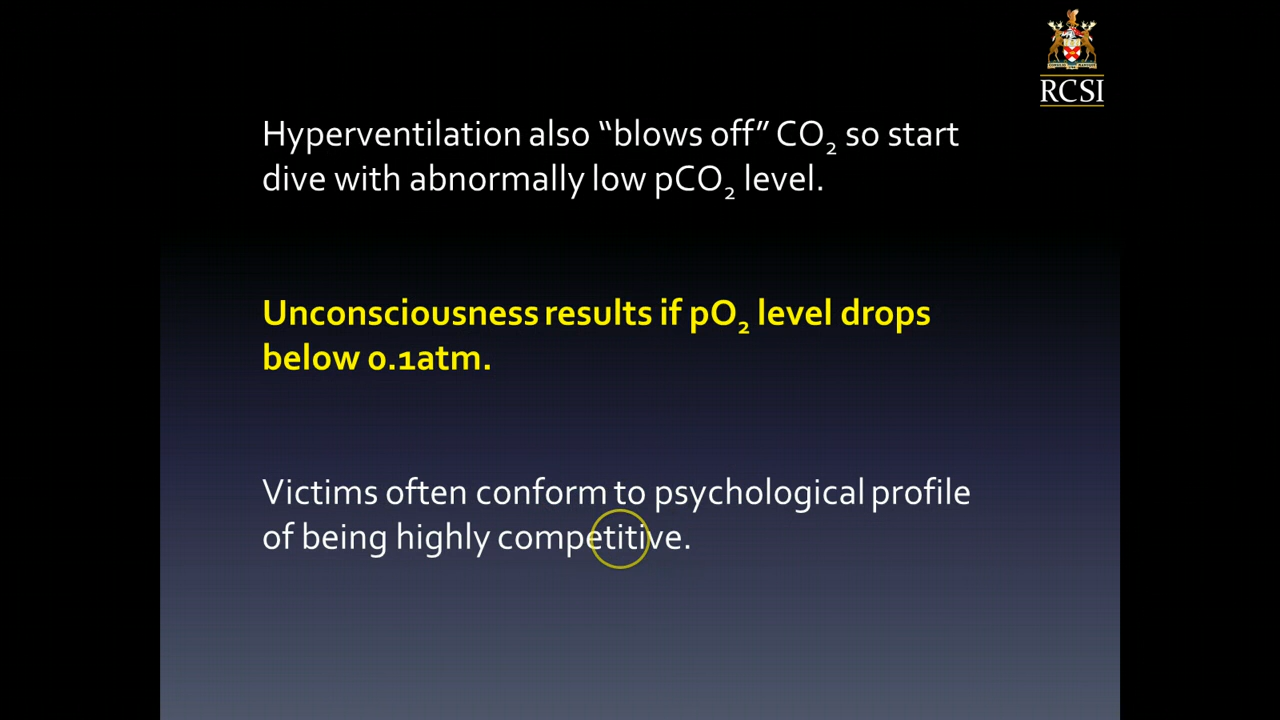 RCSI
Hyperventilation also “blows off” CO₂ so start
dive with abnormally low pCO₂ level.
Unconsciousness results if pO₂ level drops
below 0.1atm.
Victims often conform to psychological profile
of being highly competitive.